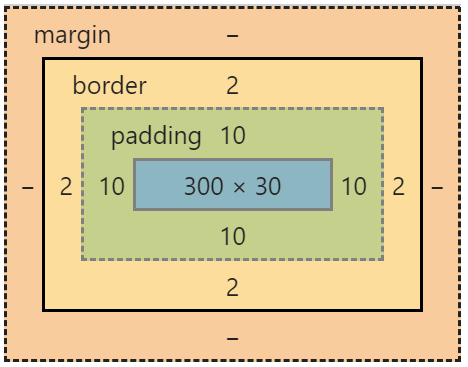 margin –
border 2
padding 10
– 2 10 300 × 30 10 2 –
10
2
–